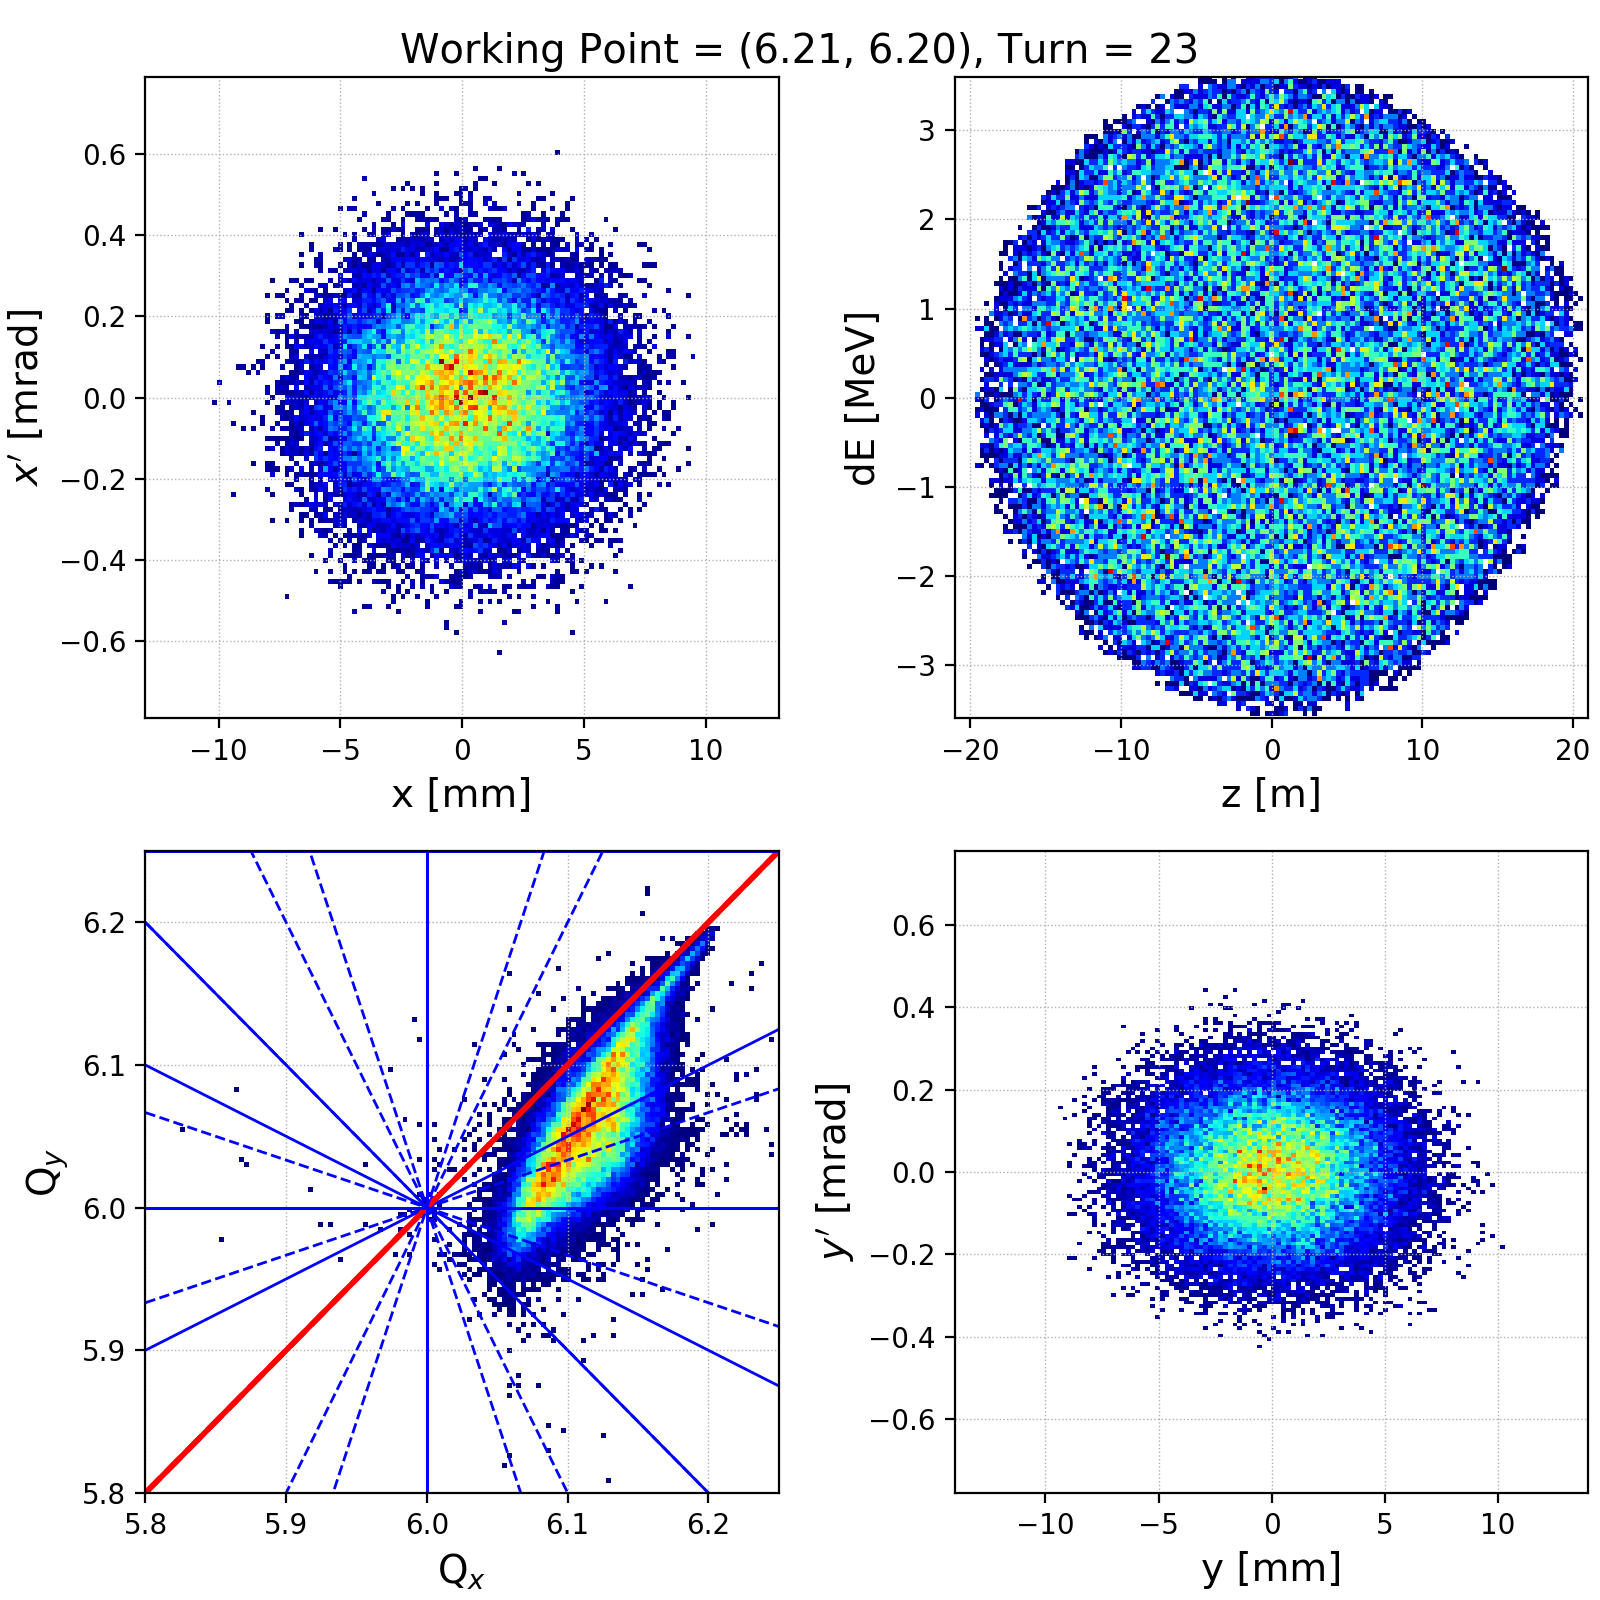 Working Point = (6.21, 6.20), Turn = 23
0.6
0.4
0.2
0.0
−0.2
−0.4
−0.6
x′ [mrad]
−10 −5 0 5 10
x [mm]
3
2
1
0
−1
−2
−3
dE [MeV]
−20 −10 0 10 20
z [m]
6.2
6.1
6.0
5.9
5.8
Qy
5.8 5.9 6.0 6.1 6.2
Qx
0.6
0.4
0.2
0.0
−0.2
−0.4
−0.6
y′ [mrad]
−10 −5 0 5 10
y [mm]